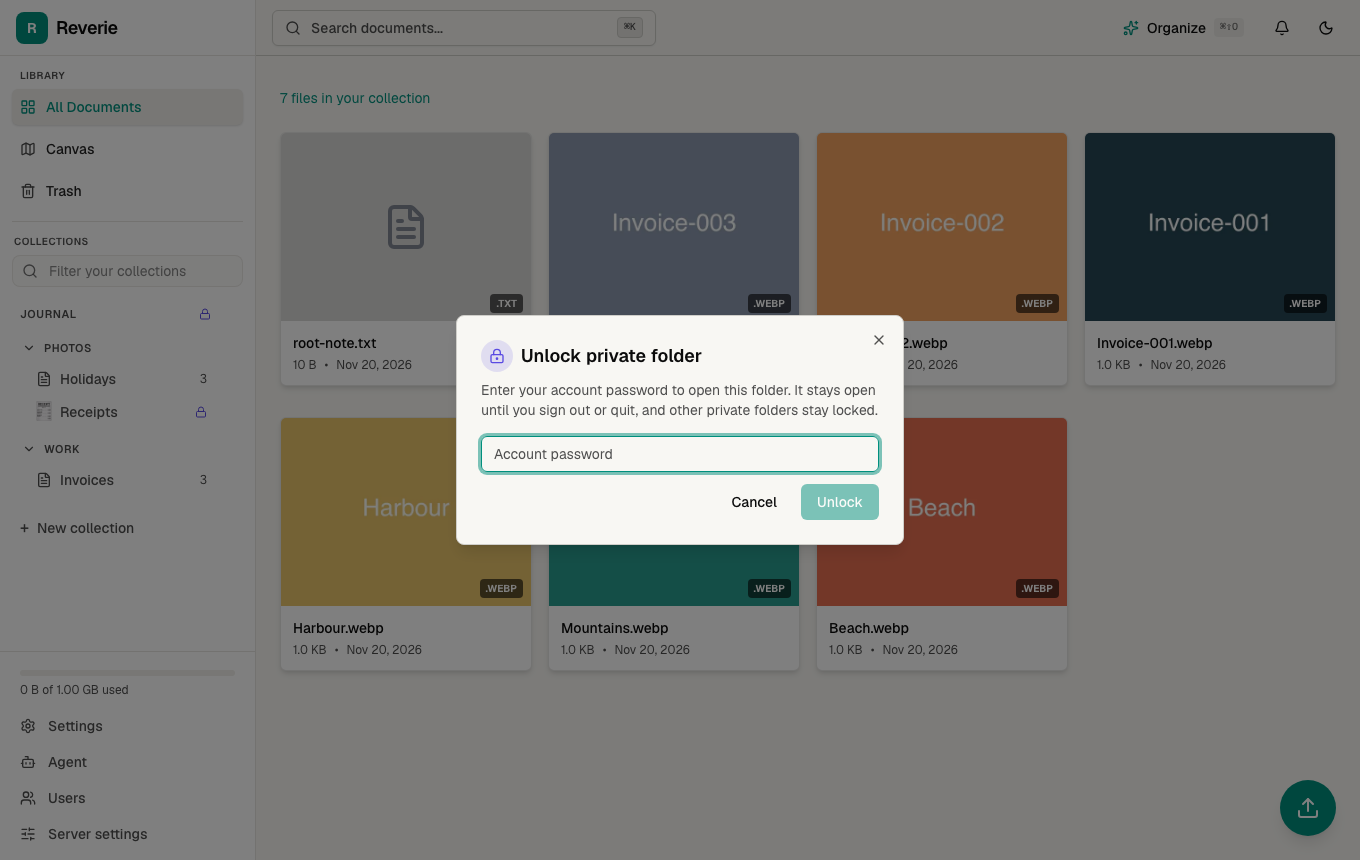 R Reverie
Search documents... ⌘K
Organize ⌘⇧O
LIBRARY
All Documents
Canvas
Trash
COLLECTIONS
Filter your collections
JOURNAL
PHOTOS
Holidays 3
Receipts
WORK
Invoices 3
+ New collection
0 B of 1.00 GB used
Settings
Agent
Users
Server settings
7 files in your collection
.TXT
root-note.txt
10 B • Nov 20, 2026
Invoice-003
.WEBP
Invoice-002
.WEBP
.webp
20, 2026
Invoice-001
.WEBP
Invoice-001.webp
1.0 KB • Nov 20, 2026
Unlock private folder
Enter your account password to open this folder. It stays open
until you sign out or quit, and other private folders stay locked.
Account password
Cancel
Unlock
Harbour
.WEBP
Harbour.webp
1.0 KB • Nov 20, 2026
.WEBP
Mountains.webp
1.0 KB • Nov 20, 2026
Beach
.WEBP
Beach.webp
1.0 KB • Nov 20, 2026